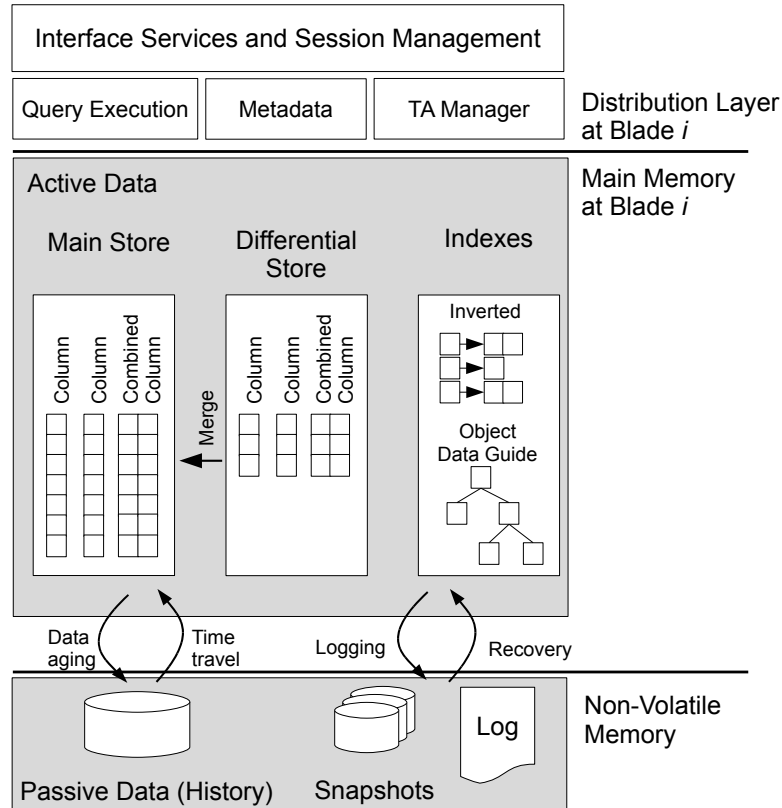 Interface Services and Session Management
Query Execution
Metadata
TA Manager
Distribution Layer
at Blade i
Active Data
Main Memory
at Blade i
Main Store
Differential
Store
Indexes
Column
Column
Combined
Column
Merge
Column
Column
Combined
Column
Inverted
Object
Data Guide
Data
aging
Time
travel
Logging
Recovery
Log
Non-Volatile
Memory
Passive Data (History)
Snapshots